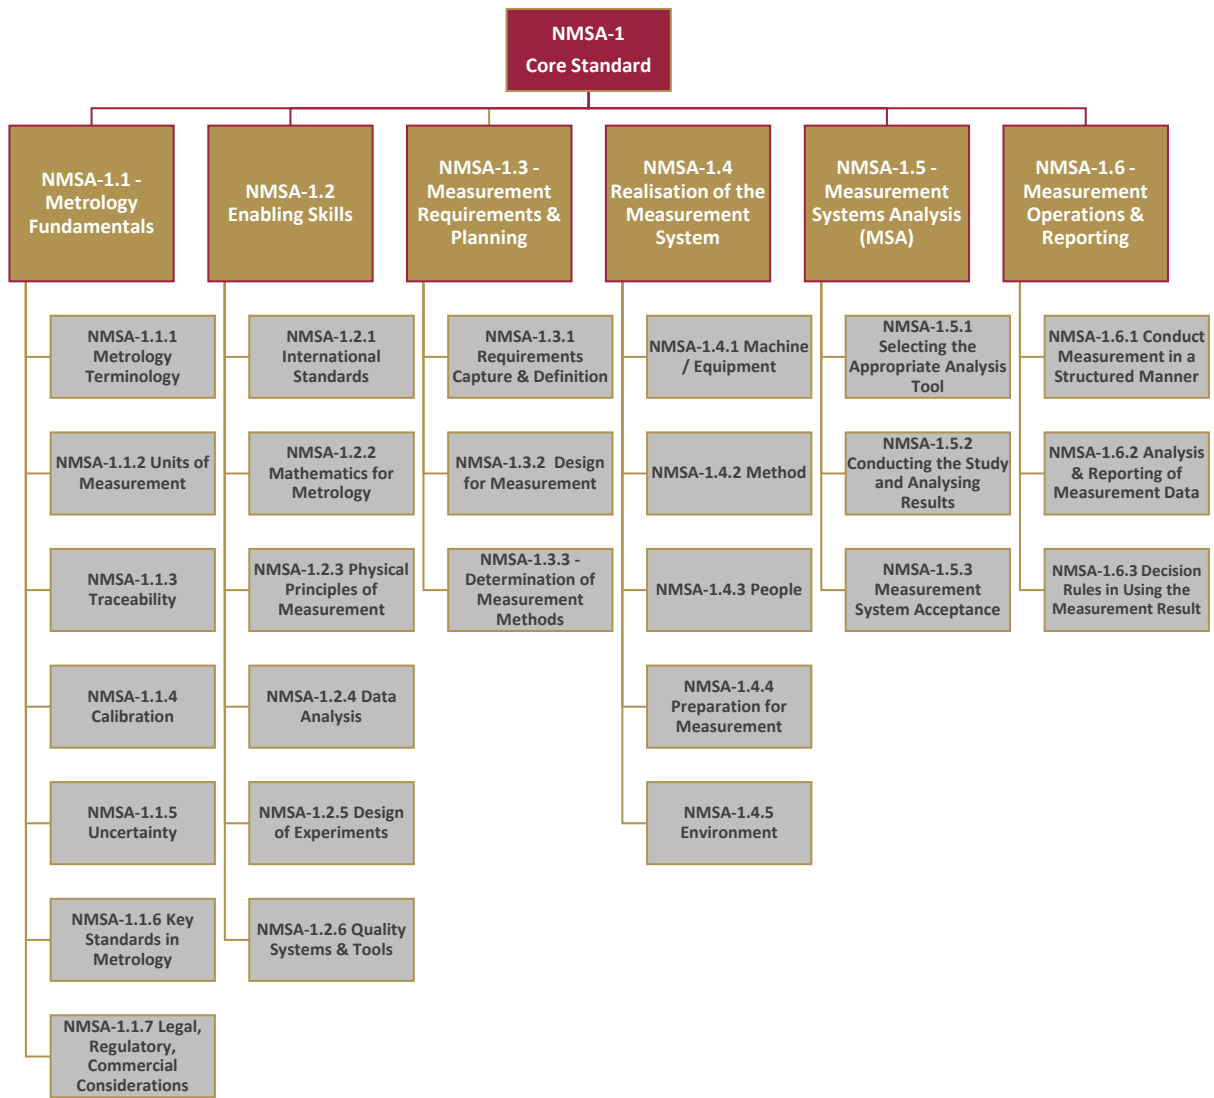 NMSA-1
Core Standard
NMSA-1.1 -
Metrology
Fundamentals
NMSA-1.2
Enabling Skills
NMSA-1.3 -
Measurement
Requirements &
Planning
NMSA-1.4
Realisation of the
Measurement
System
NMSA-1.5 -
Measurement
Systems Analysis
(MSA)
NMSA-1.6 -
Measurement
Operations &
Reporting
NMSA-1.1.1
Metrology
Terminology
NMSA-1.1.2 Units of
Measurement
NMSA-1.1.3
Traceability
NMSA-1.1.4
Calibration
NMSA-1.1.5
Uncertainty
NMSA-1.1.6 Key
Standards in
Metrology
NMSA-1.1.7 Legal,
Regulatory,
Commercial
Considerations
NMSA-1.2.1
International
Standards
NMSA-1.2.2
Mathematics for
Metrology
NMSA-1.2.3 Physical
Principles of
Measurement
NMSA-1.2.4 Data
Analysis
NMSA-1.2.5 Design
of Experiments
NMSA-1.2.6 Quality
Systems & Tools
NMSA-1.3.1
Requirements
Capture & Definition
NMSA-1.3.2  Design
for Measurement
NMSA-1.3.3 -
Determination of
Measurement
Methods
NMSA-1.4.1 Machine
/ Equipment
NMSA-1.4.2 Method
NMSA-1.4.3 People
NMSA-1.4.4
Preparation for
Measurement
NMSA-1.4.5
Environment
NMSA-1.5.1
Selecting the
Appropriate Analysis
Tool
NMSA-1.5.2
Conducting the Study
and Analysing
Results
NMSA-1.5.3
Measurement
System Acceptance
NMSA-1.6.1 Conduct
Measurement in a
Structured Manner
NMSA-1.6.2 Analysis
& Reporting of
Measurement Data
NMSA-1.6.3 Decision
Rules in Using the
Measurement Result